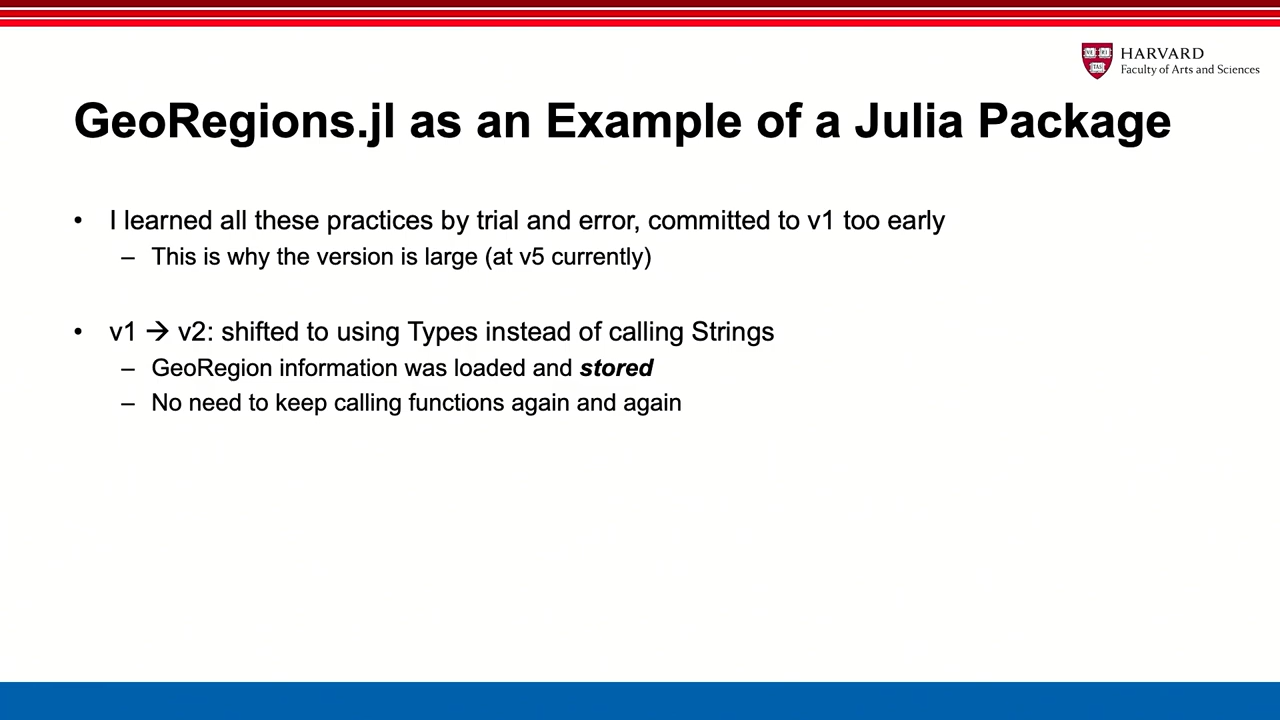 HARVARD
Faculty of Arts and Sciences
GeoRegions.jl as an Example of a Julia Package
• I learned all these practices by trial and error, committed to v1 too early
– This is why the version is large (at v5 currently)
• v1 → v2: shifted to using Types instead of calling Strings
– GeoRegion information was loaded and stored
– No need to keep calling functions again and again